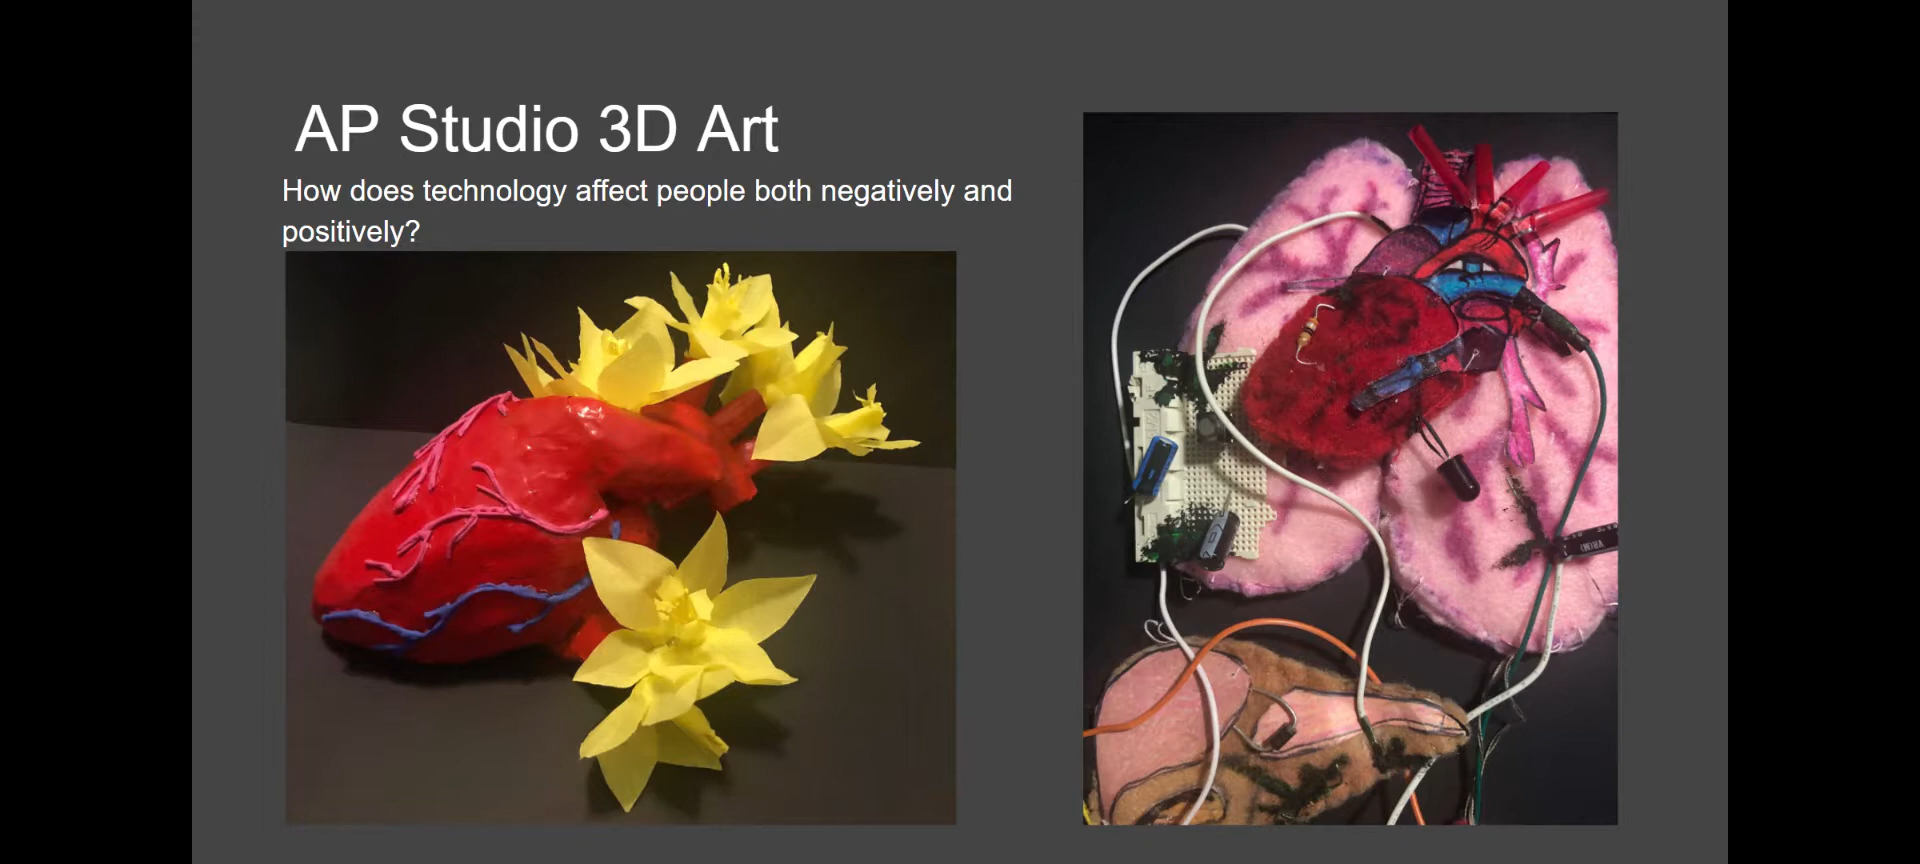 AP Studio 3D Art
How does technology affect people both negatively and
positively?